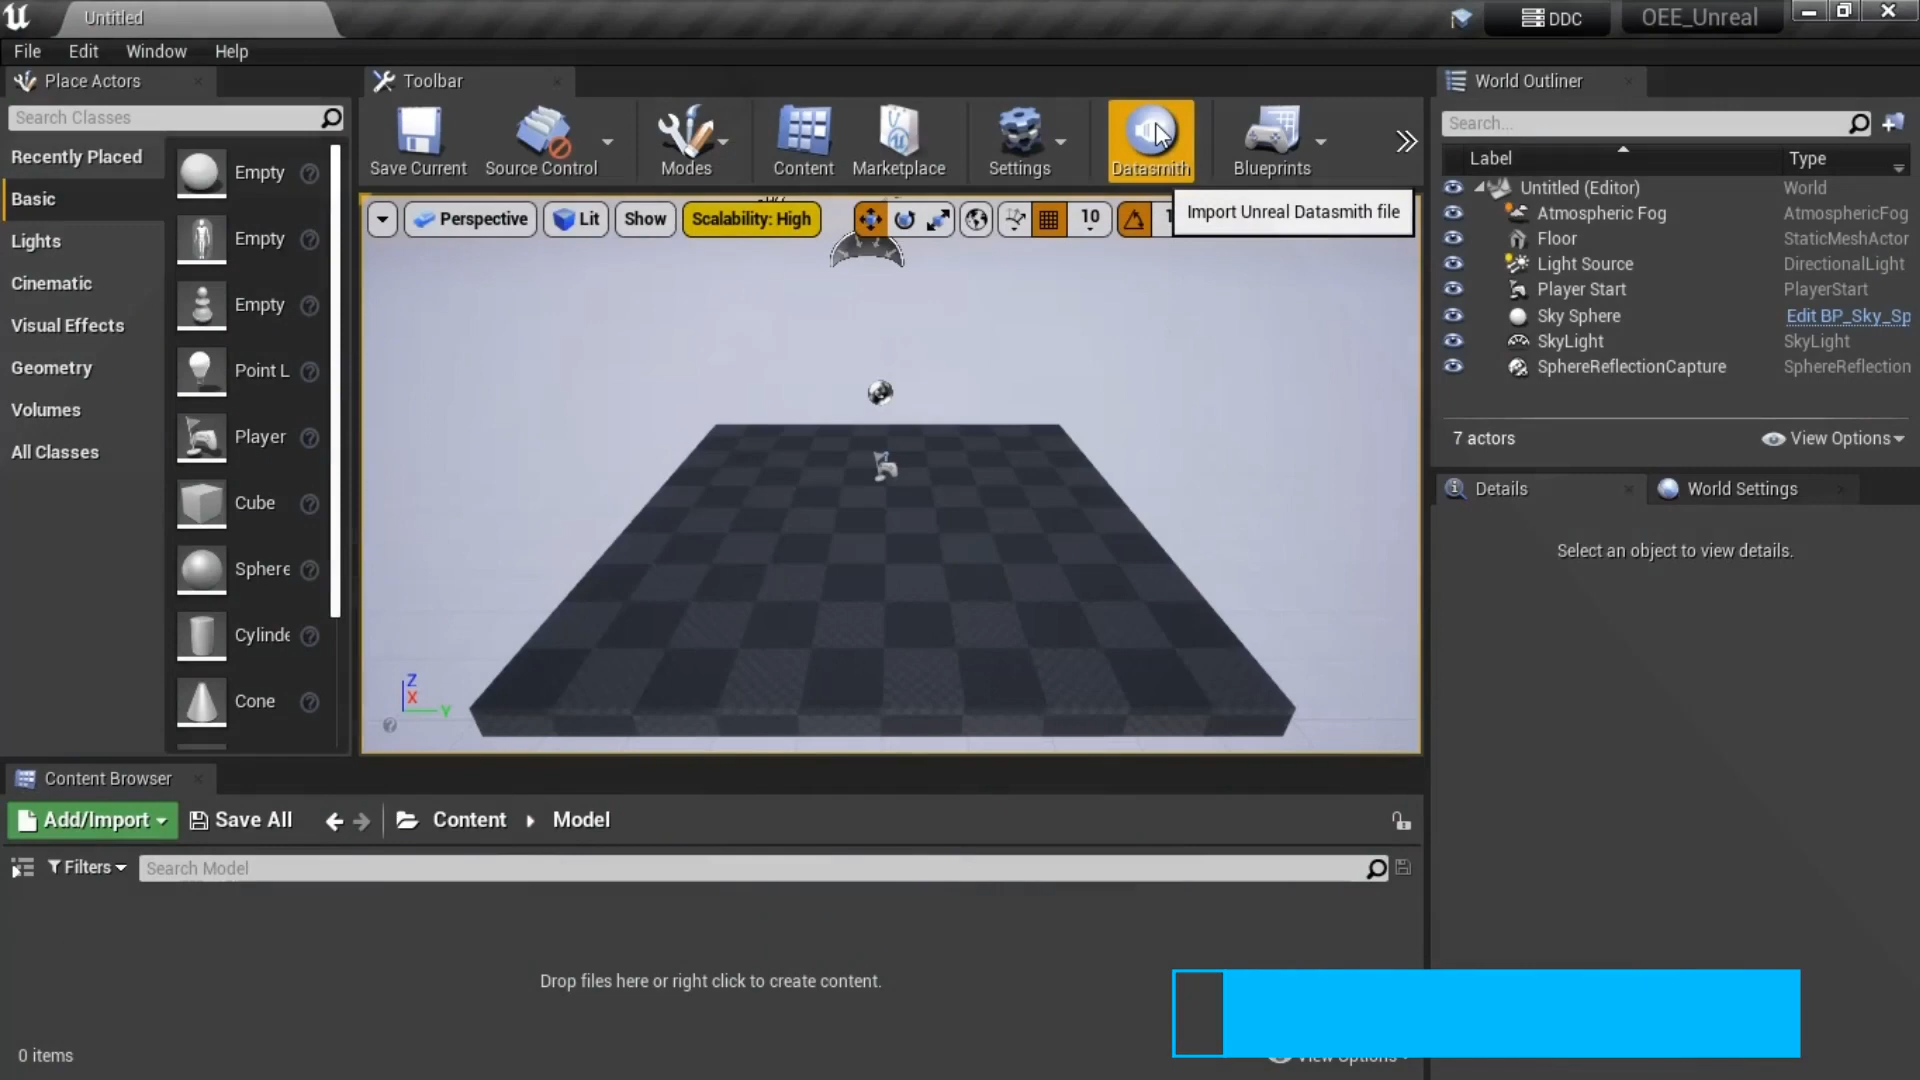 Untitled
DDC
OEE_Unreal
File Edit Window Help
Place Actors
Toolbar
World Outliner
Search Classes
Recently Placed
Basic
Lights
Cinematic
Visual Effects
Geometry
Volumes
All Classes
Empty
Empty
Empty
Point L
Player
Cube
Sphere
Cylinde
Cone
Save Current
Source Control
Modes
Content
Marketplace
Settings
Datasmith
Blueprints
Import Unreal Datasmith file
Perspective
Lit
Show
Scalability: High
10
Z
X
Y
Search...
Label Type
Untitled (Editor) World
Atmospheric Fog AtmosphericFog
Floor StaticMeshActor
Light Source DirectionalLight
Player Start PlayerStart
Sky Sphere Edit BP_Sky_Sp
SkyLight SkyLight
SphereReflectionCapture SphereReflection
7 actors
View Options
Details
World Settings
Select an object to view details.
Content Browser
Add/Import
Save All
Content
Model
Filters
Search Model
Drop files here or right click to create content.
0 items
View Options